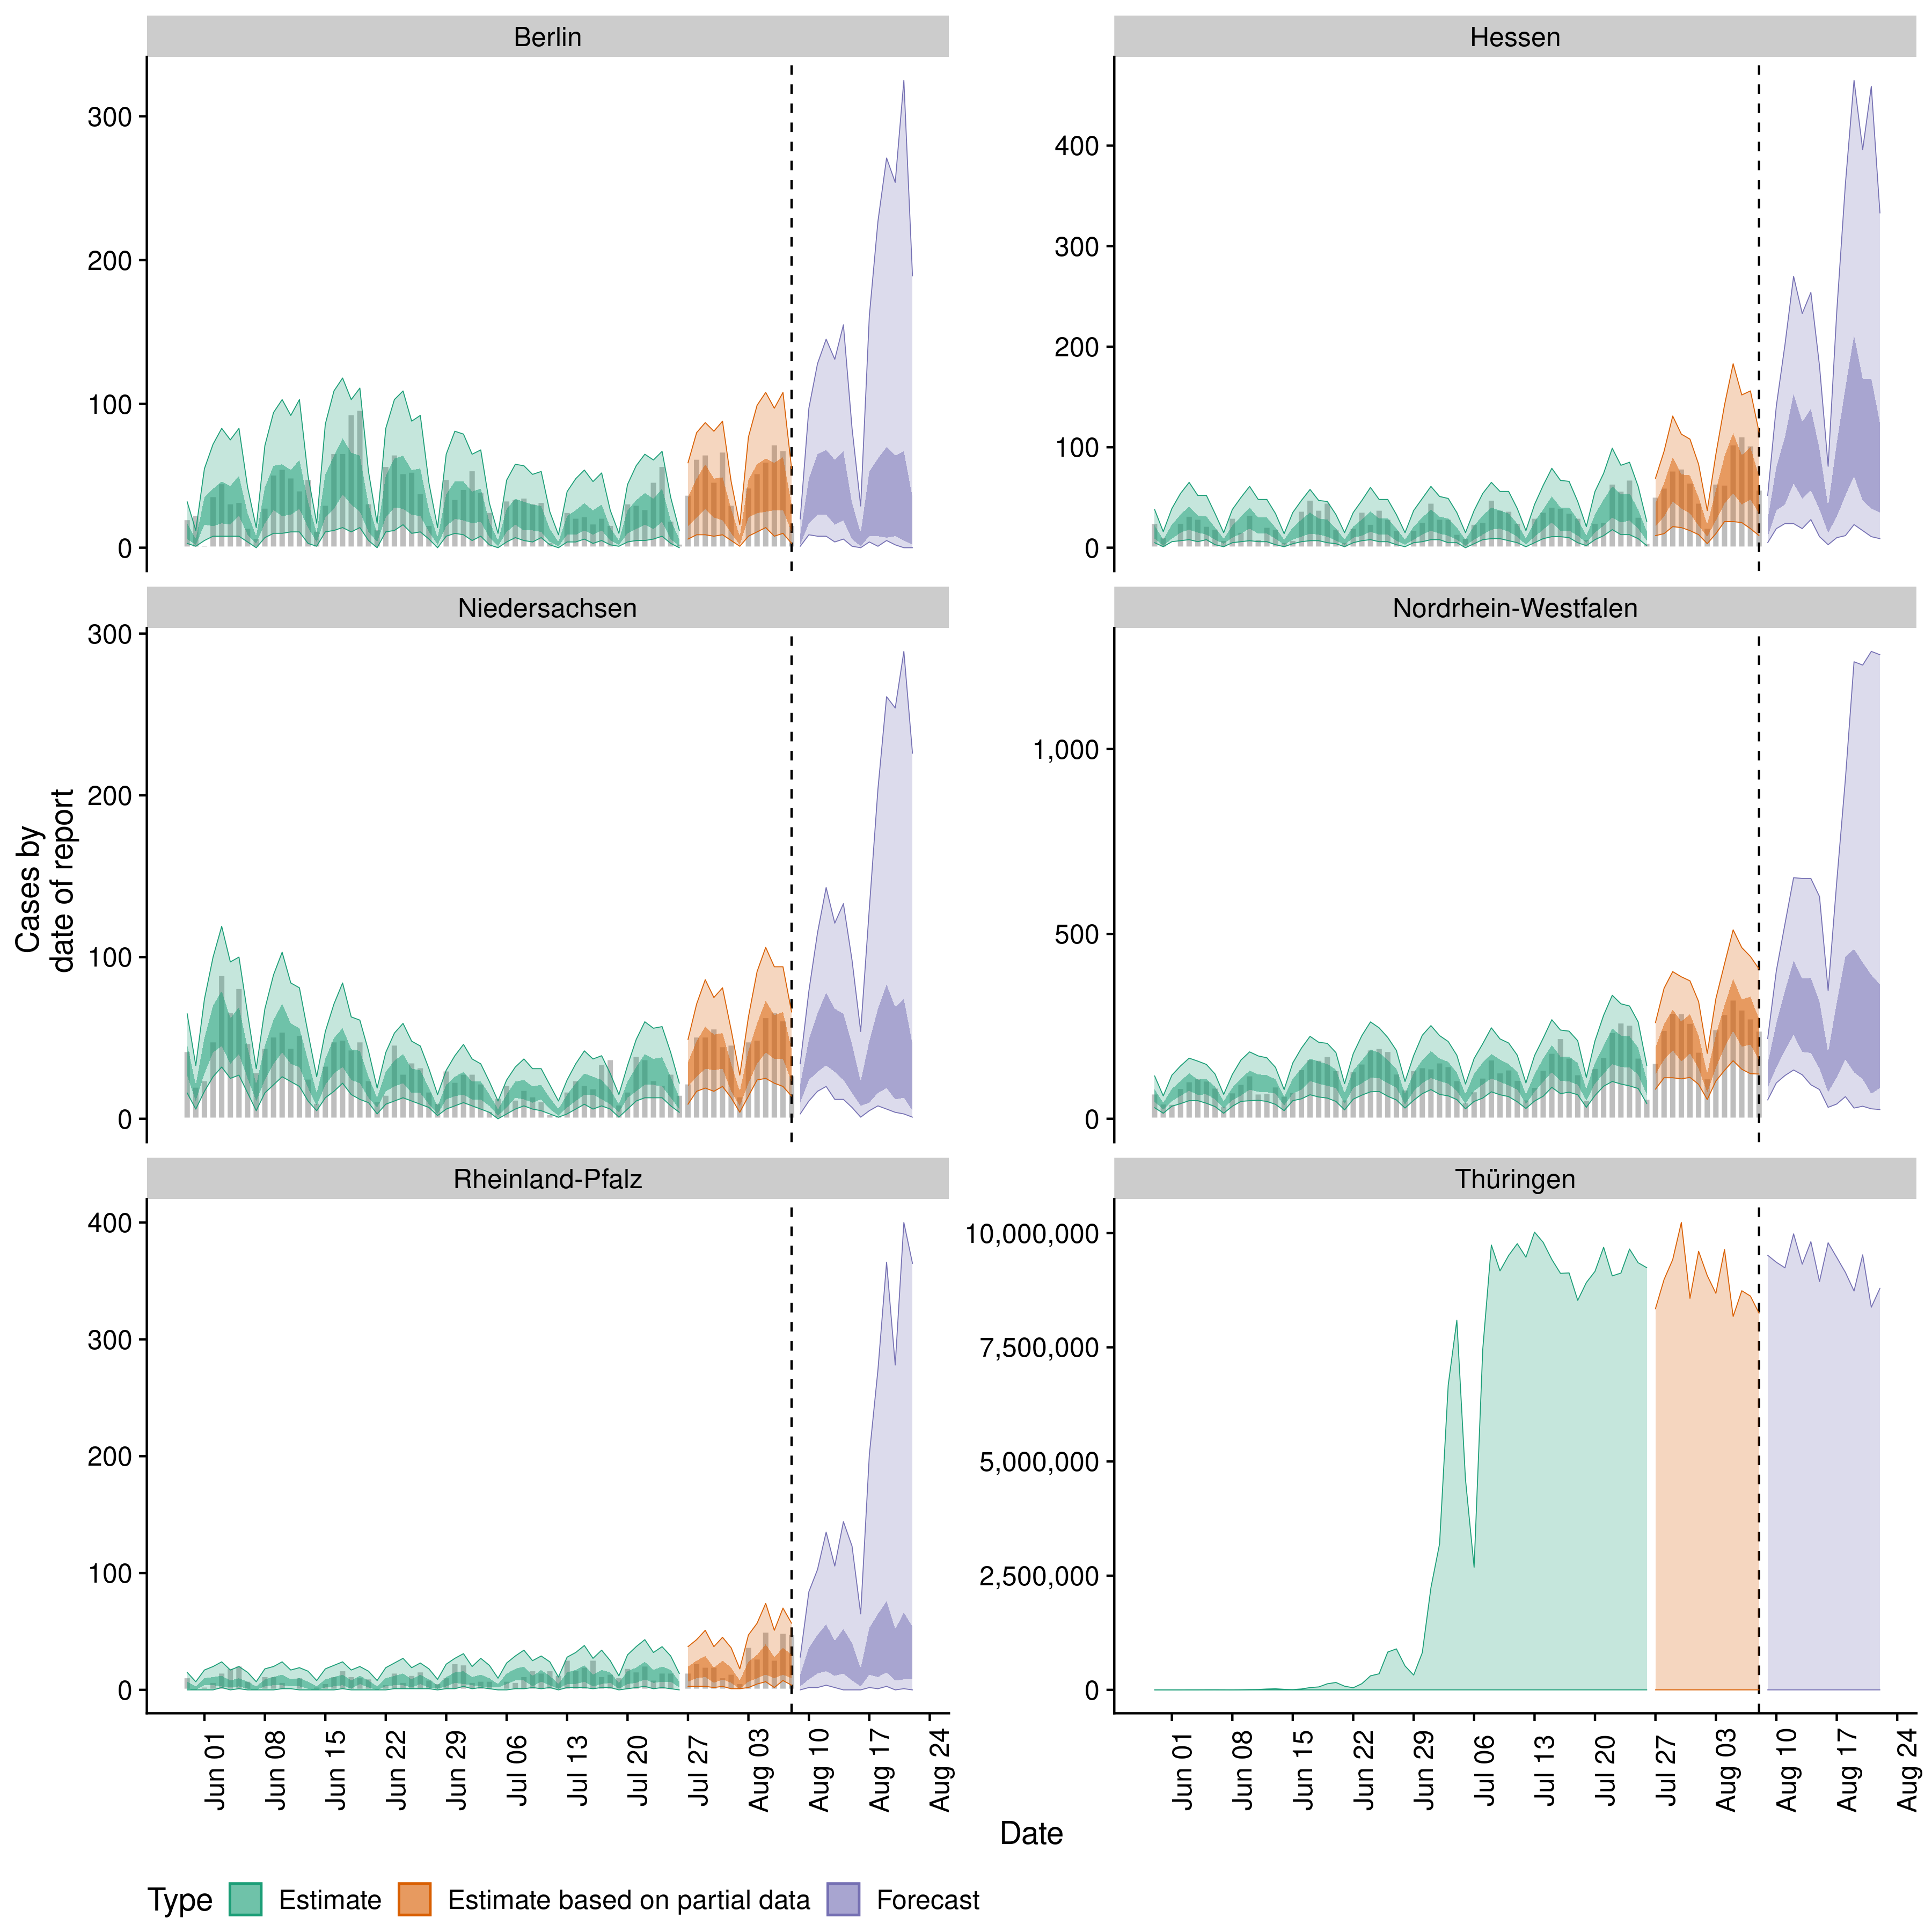 Berlin
Hessen
300
200
100
0
400
300
200
100
0
Niedersachsen
Nordrhein-Westfalen
Cases by
date of report
300
200
100
0
1,000
500
0
Rheinland-Pfalz
Thüringen
400
300
200
100
0
10,000,000
7,500,000
5,000,000
2,500,000
0
Jun 01
Jun 08
Jun 15
Jun 22
Jun 29
Jul 06
Jul 13
Jul 20
Jul 27
Aug 03
Aug 10
Aug 17
Aug 24
Jun 01
Jun 08
Jun 15
Jun 22
Jun 29
Jul 06
Jul 13
Jul 20
Jul 27
Aug 03
Aug 10
Aug 17
Aug 24
Date
Type Estimate Estimate based on partial data Forecast